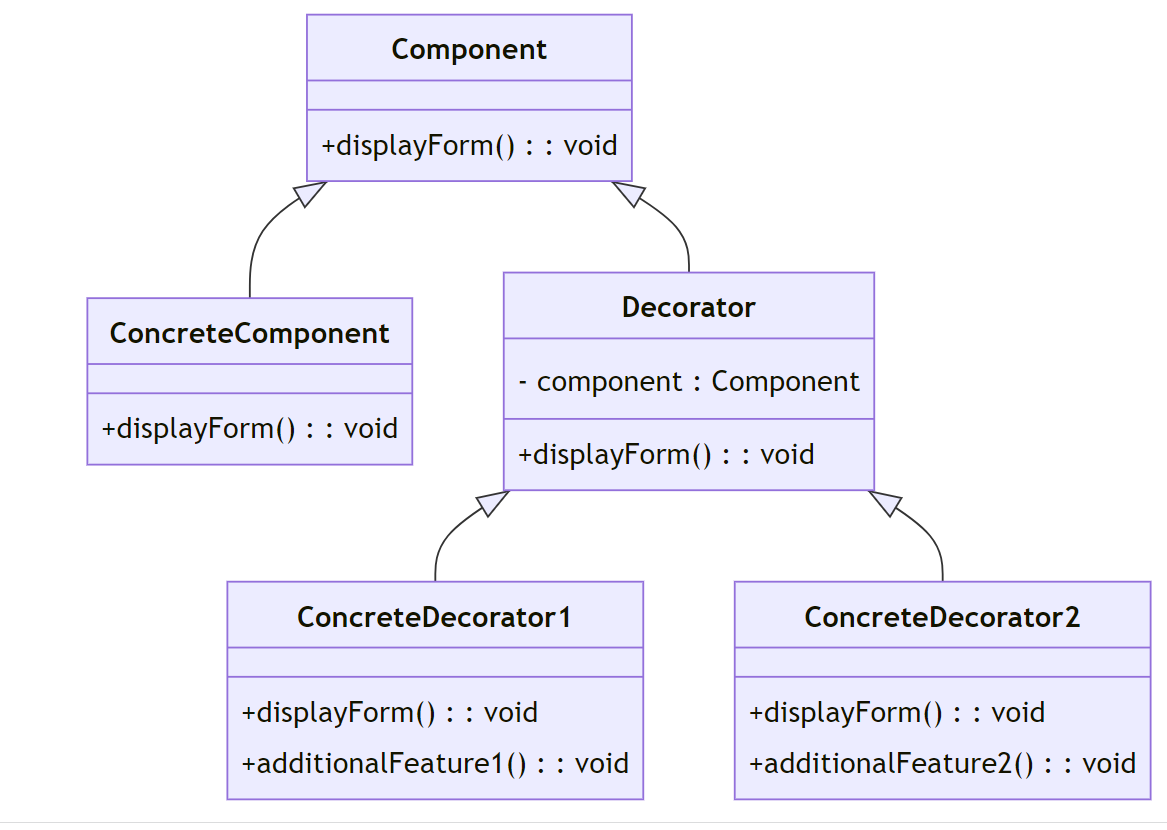 Component
+displayForm() : : void
ConcreteComponent
+displayForm() : : void
Decorator
- component : Component
+displayForm() : : void
ConcreteDecorator1
+displayForm() : : void
+additionalFeature1() : : void
ConcreteDecorator2
+displayForm() : : void
+additionalFeature2() : : void